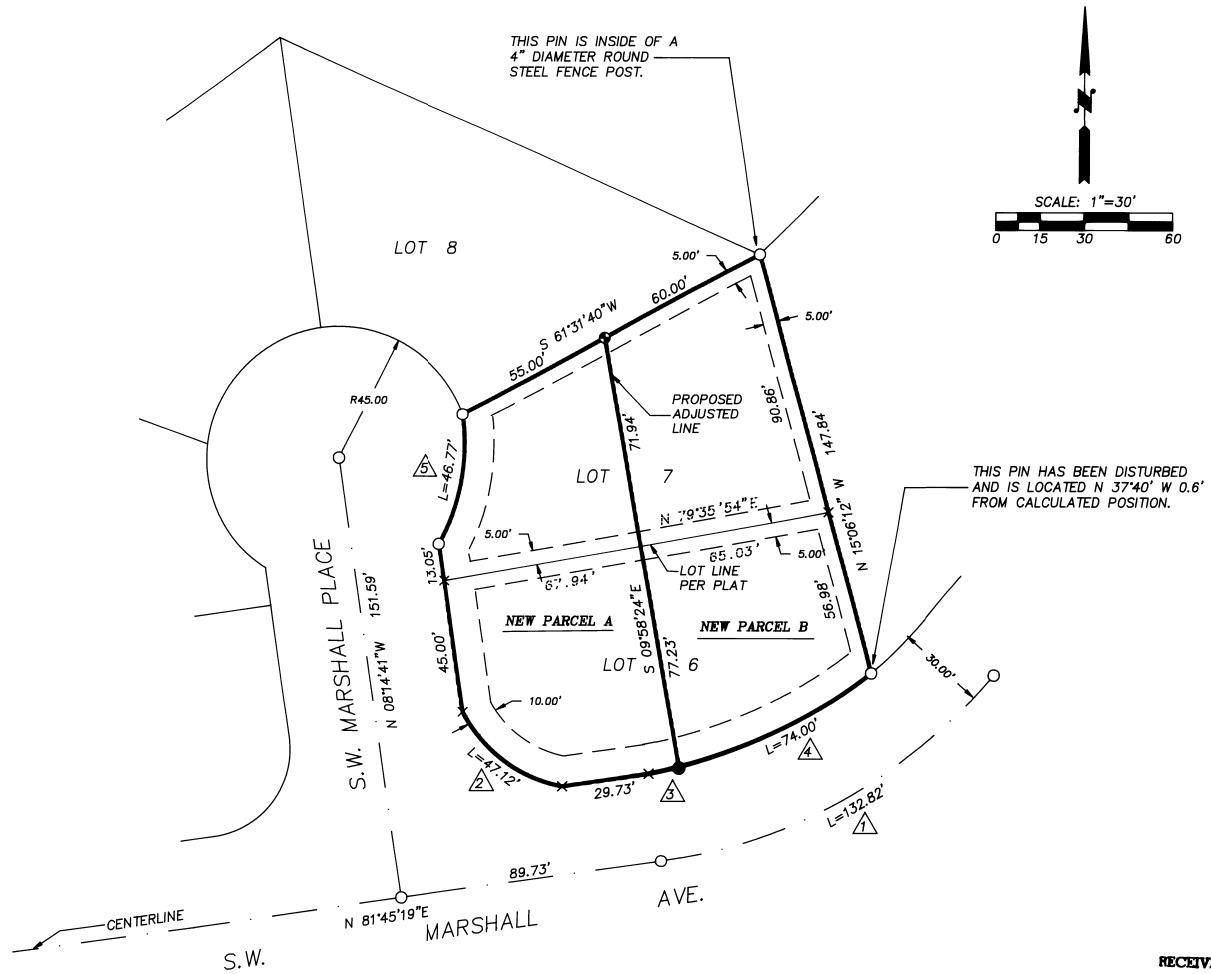 THIS PIN IS INSIDE OF A
4" DIAMETER ROUND
STEEL FENCE POST.
N
SCALE: 1"=30'
0 15 30 60
LOT 8
5.00'
60.00'
S 61°31'40"W
55.00'
5.00'
R45.00
PROPOSED
ADJUSTED
LINE
71.94'
90.86'
147.84'
5
L=46.77'
LOT 7
THIS PIN HAS BEEN DISTURBED
AND IS LOCATED N 37°40' W 0.6'
FROM CALCULATED POSITION.
N 79°35'54"E
N 15°06'12" W
5.00'
5.00'
65.03'
67.94'
LOT LINE
PER PLAT
13.05'
56.98'
NEW PARCEL A
NEW PARCEL B
S 09°58'24"E
LOT 6
77.23'
45.00'
10.00'
30.00'
S.W. MARSHALL PLACE
N 08°14'41"W 151.59'
L=47.12'
2
29.73'
3
L=74.00'
4
L=132.82'
1
89.73'
CENTERLINE
N 81°45'19"E
S.W. MARSHALL AVE.
RECEIV